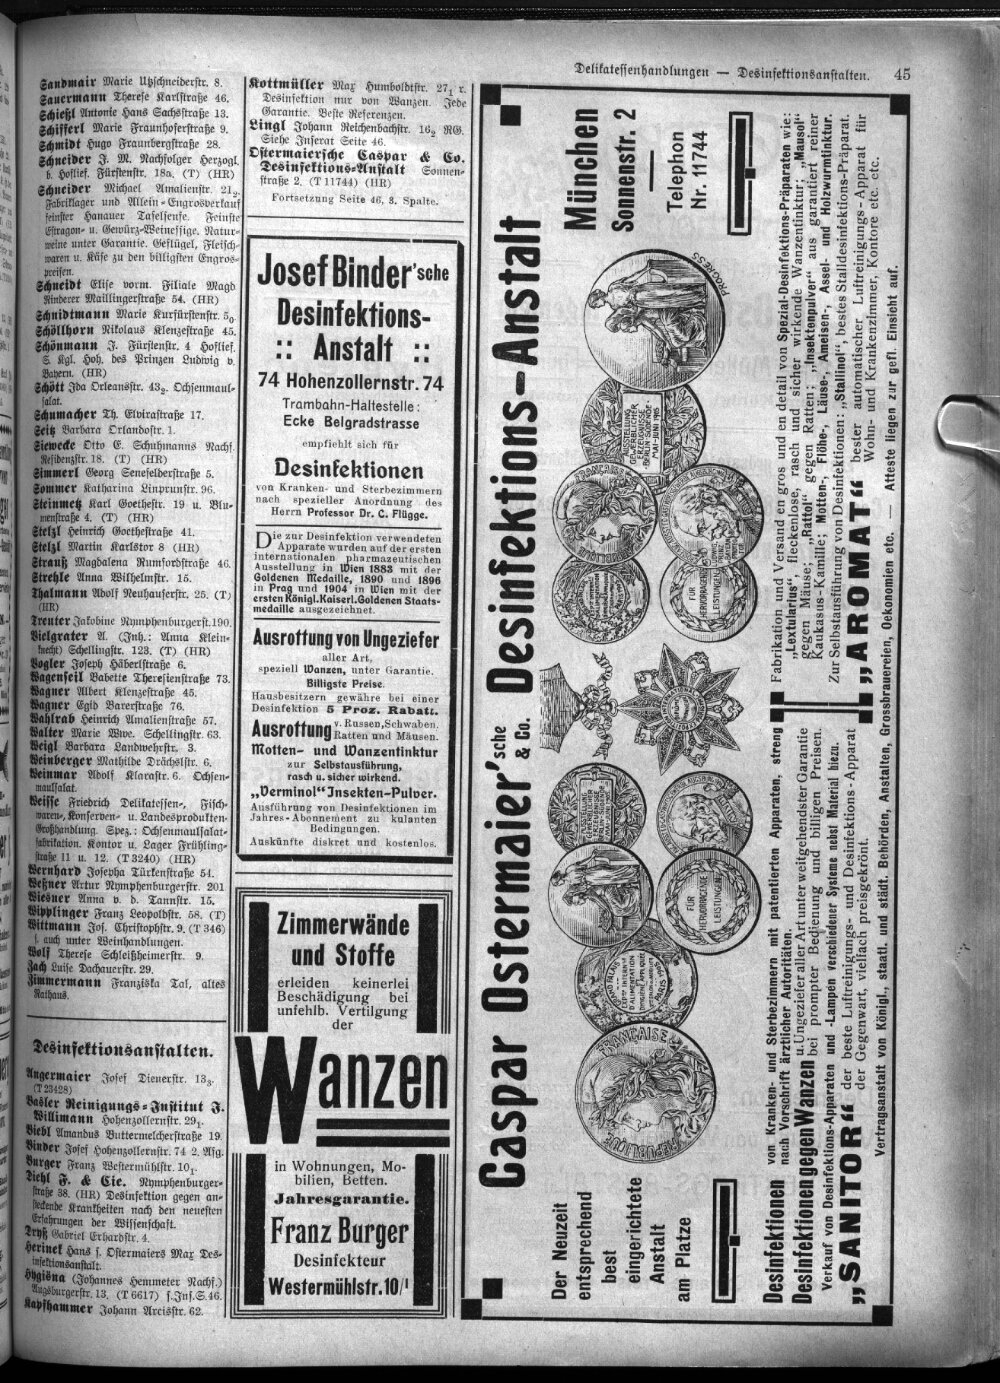 Delikatessenhandlungen — Desinfektionsanstalten. 45
Sandmair Marie Utzschneiderstr. 8.
Sauermann Therese Karlstraße 46.
Schießl Antonie Hans Sachsstraße 13.
Schifferl Marie Fraunhoferstraße 9.
Schmidt Hugo Fraunbergstraße 28.
Schneider J. M. Nachfolger Herzogl.
b. Hoflief. Fürstenstr. 18a. (T) (HR)
Schneider Michael Amalienstr. 21₂.
Fabriklager und Allein-Engrosverkauf
feinster Hanauer Tafelsenfe. Feinste
Estragon- u. Gewürz-Weinessige. Natur-
weine unter Garantie. Geflügel, Fleisch-
waren u. Käse zu den billigsten Engros-
preisen.
Schneidt Elise vorm. Filiale Magd
Rinderer Maillingerstraße 54. (HR)
Schnidtmann Marie Kurfürstenstr. 5₀
Schöllhorn Nikolaus Klenzestraße 45.
Schönmann J. Fürstenstr. 4 Hoflief.
S. Kgl. Hoh. des Prinzen Ludwig v.
Bayern. (HR)
Schött Ida Orleansstr. 43₂. Ochsenmaul-
salat.
Schumacher Th. Elvirastraße 17.
Seitz Barbara Orlandostr. 1.
Siewecke Otto E. Schuhmanns Nachf.
Residenzstr. 18. (T) (HR)
Simmerl Georg Senefelderstraße 5.
Sommer Katharina Linprunstr. 96.
Steinmetz Karl Goethestr. 19 u. Blu-
menstraße 4. (T) (HR)
Stelzl Heinrich Goethestraße 41.
Stelzl Martin Karlstor 8 (HR)
Strauß Magdalena Rumfordstraße 46.
Strehle Anna Wilhelmstr. 15.
Thalmann Adolf Neuhauserstr. 25. (T)
(HR)
Treuter Jakobine Nymphenburgerst. 190.
Vielgrater A. (Inh.: Anna Klein-
knecht) Schellingstr. 123. (T) (HR)
Vogler Joseph Häberlstraße 6.
Wagenseil Babette Theresienstraße 73.
Wagner Albert Klenzestraße 45.
Wagner Egid Barerstraße 76.
Wahlrab Heinrich Amalienstraße 57.
Walter Marie Wwe. Schellingstr. 63.
Weigl Barbara Landwehrstr. 3.
Weinberger Mathilde Drächslstr. 6.
Weinmar Adolf Klarastr. 6. Ochsen-
maulsalat.
Weisse Friedrich Delikatessen-, Fisch-
waren-, Konserven- u. Landesprodukten-
Großhandlung. Spez.: Ochsenmaulsalat-
fabrikation. Kontor u. Lager Frühling-
straße 11 u. 12. (T 3240) (HR)
Wernhard Josepha Türkenstraße 54.
Weßner Artur Nymphenburgerstr. 201
Wiesner Anna v. d. Tannstr. 15.
Wipplinger Franz Leopoldstr. 58. (T)
Wittmann Jos. Christophstr. 9. (T 346)
s. auch unter Weinhandlungen.
Wolf Therese Schleißheimerstr. 9.
Zach Luise Dachauerstr. 29.
Zimmermann Franziska Tal, altes
Rathaus.
Desinfektionsanstalten.
Angermaier Josef Dienerstr. 13₃.
(T 23428)
Basler Reinigungs-Institut J.
Willimann Hohenzollernstr. 29₁.
Biebl Amandus Buttermelcherstraße 19.
Binder Josef Hohenzollernstr. 74 2. Afg.
Burger Franz Westermühlstr. 10₁.
Diehl F. & Cie. Nymphenburger-
straße 38. (HR) Desinfektion gegen an-
steckende Krankheiten nach den neuesten
Erfahrungen der Wissenschaft.
Dryß Gabriel Erhardtstr. 4.
Herinek Hans s. Ostermaiers Max Des-
infektionsanstalt.
Hygisna (Johannes Hemmeter Nachf.)
Augsburgerstr. 13. (T 6617) s. Ins. S. 46.
Kapfhammer Johann Arcisstr. 62.
Kottmüller Max Humboldtstr. 27₁ r.
Desinfektion nur von Wanzen. Jede
Garantie. Beste Referenzen.
Lingl Johann Reichenbachstr. 16₂ RG.
Siehe Inserat Seite 46.
Ostermaiersche Caspar & Co.
Desinfektions-Anstalt Sonnen-
straße 2. (T 11744) (HR)
Fortsetzung Seite 46, 3. Spalte.
Josef Binder'sche
Desinfektions-
:: Anstalt ::
74 Hohenzollernstr. 74
Trambahn-Haltestelle:
Ecke Belgradstrasse
empfiehlt sich für
Desinfektionen
von Kranken- und Sterbezimmern
nach spezieller Anordnung des
Herrn Professor Dr. C. Flügge.
Die zur Desinfektion verwendeten
Apparate wurden auf der ersten
internationalen pharmazeutischen
Ausstellung in Wien 1883 mit der
Goldenen Medaille, 1890 und 1896
in Prag und 1904 in Wien mit der
ersten Königl. Kaiserl. Goldenen Staats-
medaille ausgezeichnet.
Ausrottung von Ungeziefer
aller Art,
speziell Wanzen, unter Garantie.
Billigste Preise.
Hausbesitzern gewähre bei einer
Desinfektion 5 Proz. Rabatt.
Ausrottung v. Russen, Schwaben,
Ratten und Mäusen.
Motten- und Wanzentinktur
zur Selbstausführung,
rasch u. sicher wirkend.
„Verminol“ Insekten-Pulver.
Ausführung von Desinfektionen im
Jahres-Abonnement zu kulanten
Bedingungen.
Auskünfte diskret und kostenlos.
Zimmerwände
und Stoffe
erleiden keinerlei
Beschädigung bei
unfehlb. Vertilgung
der
Wanzen
in Wohnungen, Mo-
bilien, Betten.
Jahresgarantie.
Franz Burger
Desinfekteur
Westermühlstr. 10/I
Caspar Ostermaier'sche & Co. Desinfektions-Anstalt
München
Sonnenstr. 2
Telephon
Nr. 11744
Der Neuzeit
entsprechend
best
eingerichtete
Anstalt
am Platze
PROGRESS
AUSSTELLUNG
GEWERBLICHER
ERZEUGNISSE
BERLIN SÜDENDE
MAI-JUNI 1905
FÜR
HERVORRAGENDE
LEISTUNGEN
FÜR
HERVORRAGENDE
LEISTUNGEN
REPUBLIQUE
FRANÇAISE
Desinfektionen von Kranken- und Sterbezimmern mit patentierten Apparaten, streng
nach Vorschrift ärztlicher Autoritäten.
Desinfektionen gegen Wanzen u. Ungeziefer aller Art unter weitgehendster Garantie
bei prompter Bedienung und billigen Preisen.
Verkauf von Desinfektions-Apparaten und -Lampen verschiedener Systeme nebst Material hiezu.
„SANITOR“ der beste Luftreinigungs- und Desinfektions-Apparat
der Gegenwart, vielfach preisgekrönt.
Fabrikation und Versand en gros und en detail von Spezial-Desinfektions-Präparaten wie:
„Lextularius“, fleckenlose, rasch und sicher wirkende Wanzentinktur; „Mausol“
gegen Mäuse; „Rattol“ gegen Ratten; „Insektenpulver“ aus garantiert reiner
Kaukasus-Kamille; Motten-, Flöhe-, Läuse-, Ameisen-, Assel- und Holzwurmtinktur.
Zur Selbstausführung von Desinfektionen: „Stallinol“, bestes Stalldesinfektions-Präparat.
„AROMAT“ bester automatischer Luftreinigungs-Apparat für
Wohn- und Krankenzimmer, Kontore etc. etc.
Vertragsanstalt von Königl., staatl. und städt. Behörden, Anstalten, Grossbrauereien, Oekonomien etc. — Atteste liegen zur gefl. Einsicht auf.